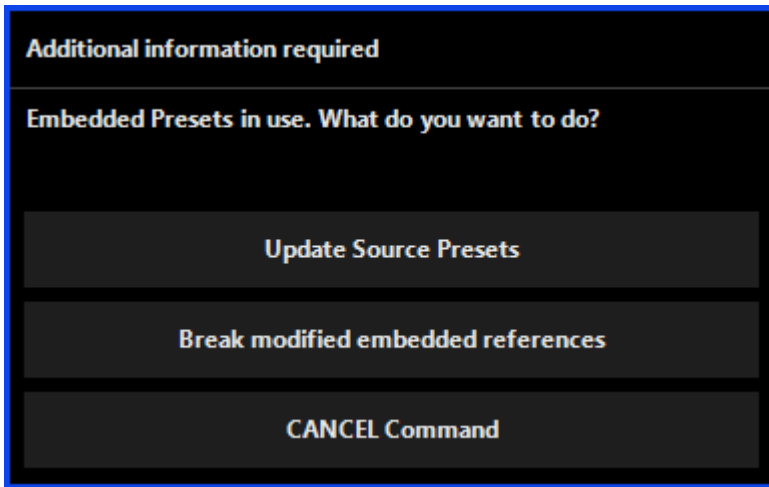 Additional information required
Embedded Presets in use. What do you want to do?
Update Source Presets
Break modified embedded references
CANCEL Command